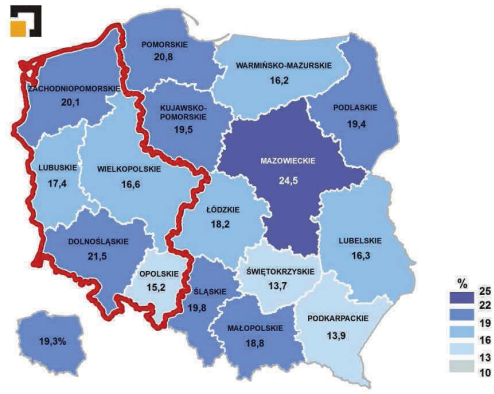 POMORSKIE
20,8
WARMIŃSKO-MAZURSKIE
16,2
ZACHODNIOPOMORSKIE
20,1
KUJAWSKO-
POMORSKIE
19,5
PODLASKIE
19,4
MAZOWIECKIE
24,5
LUBUSKIE
17,4
WIELKOPOLSKIE
16,6
ŁÓDZKIE
18,2
LUBELSKIE
16,3
DOLNOŚLĄSKIE
21,5
OPOLSKIE
15,2
ŚWIĘTOKRZYSKIE
13,7
ŚLĄSKIE
19,8
MAŁOPOLSKIE
18,8
PODKARPACKIE
13,9
19,3%
%
25
22
19
16
13
10